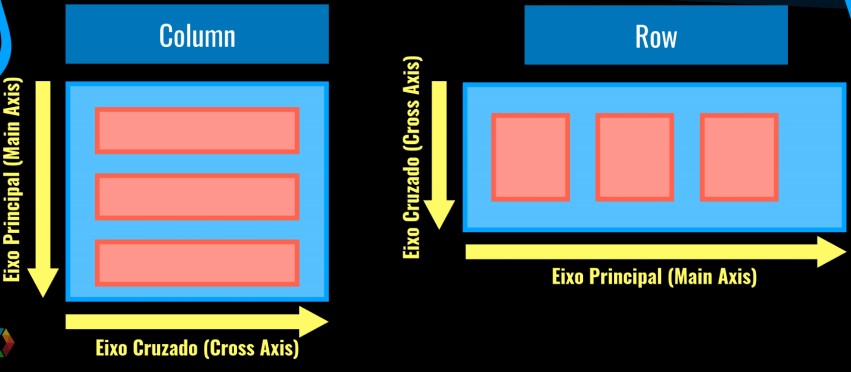 Column
Eixo Principal (Main Axis)
Eixo Cruzado (Cross Axis)
Row
Eixo Cruzado (Cross Axis)
Eixo Principal (Main Axis)